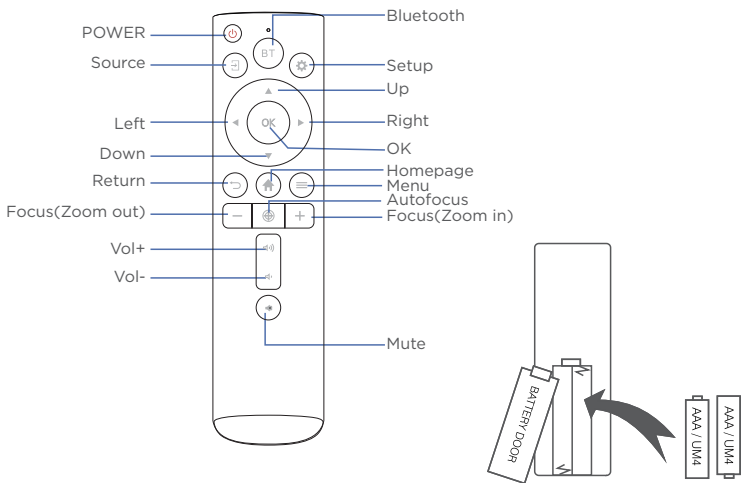 POWER
Source
Left
Down
Return
Focus(Zoom out)
Vol+
Vol-
BT
OK
Bluetooth
Setup
Up
Right
OK
Homepage
Menu
Autofocus
Focus(Zoom in)
Mute
BATTERY DOOR
AAA / UM4
AAA / UM4